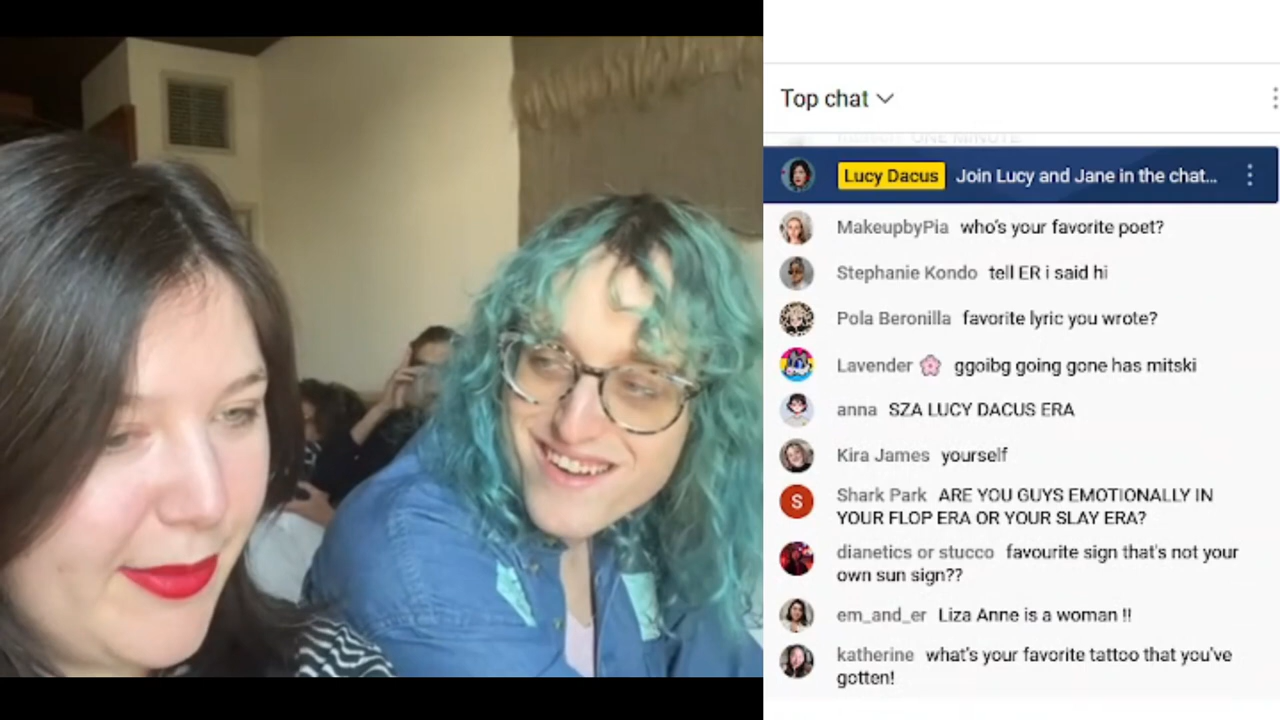 Top chat
ONE MINUTE
Lucy Dacus Join Lucy and Jane in the chat...
MakeupbyPia who's your favorite poet?
Stephanie Kondo tell ER i said hi
Pola Beronilla favorite lyric you wrote?
Lavender 🌸 ggoibg going gone has mitski
anna SZA LUCY DACUS ERA
Kira James yourself
S
Shark Park ARE YOU GUYS EMOTIONALLY IN
YOUR FLOP ERA OR YOUR SLAY ERA?
dianetics or stucco favourite sign that's not your
own sun sign??
em_and_er Liza Anne is a woman !!
katherine what's your favorite tattoo that you've
gotten!